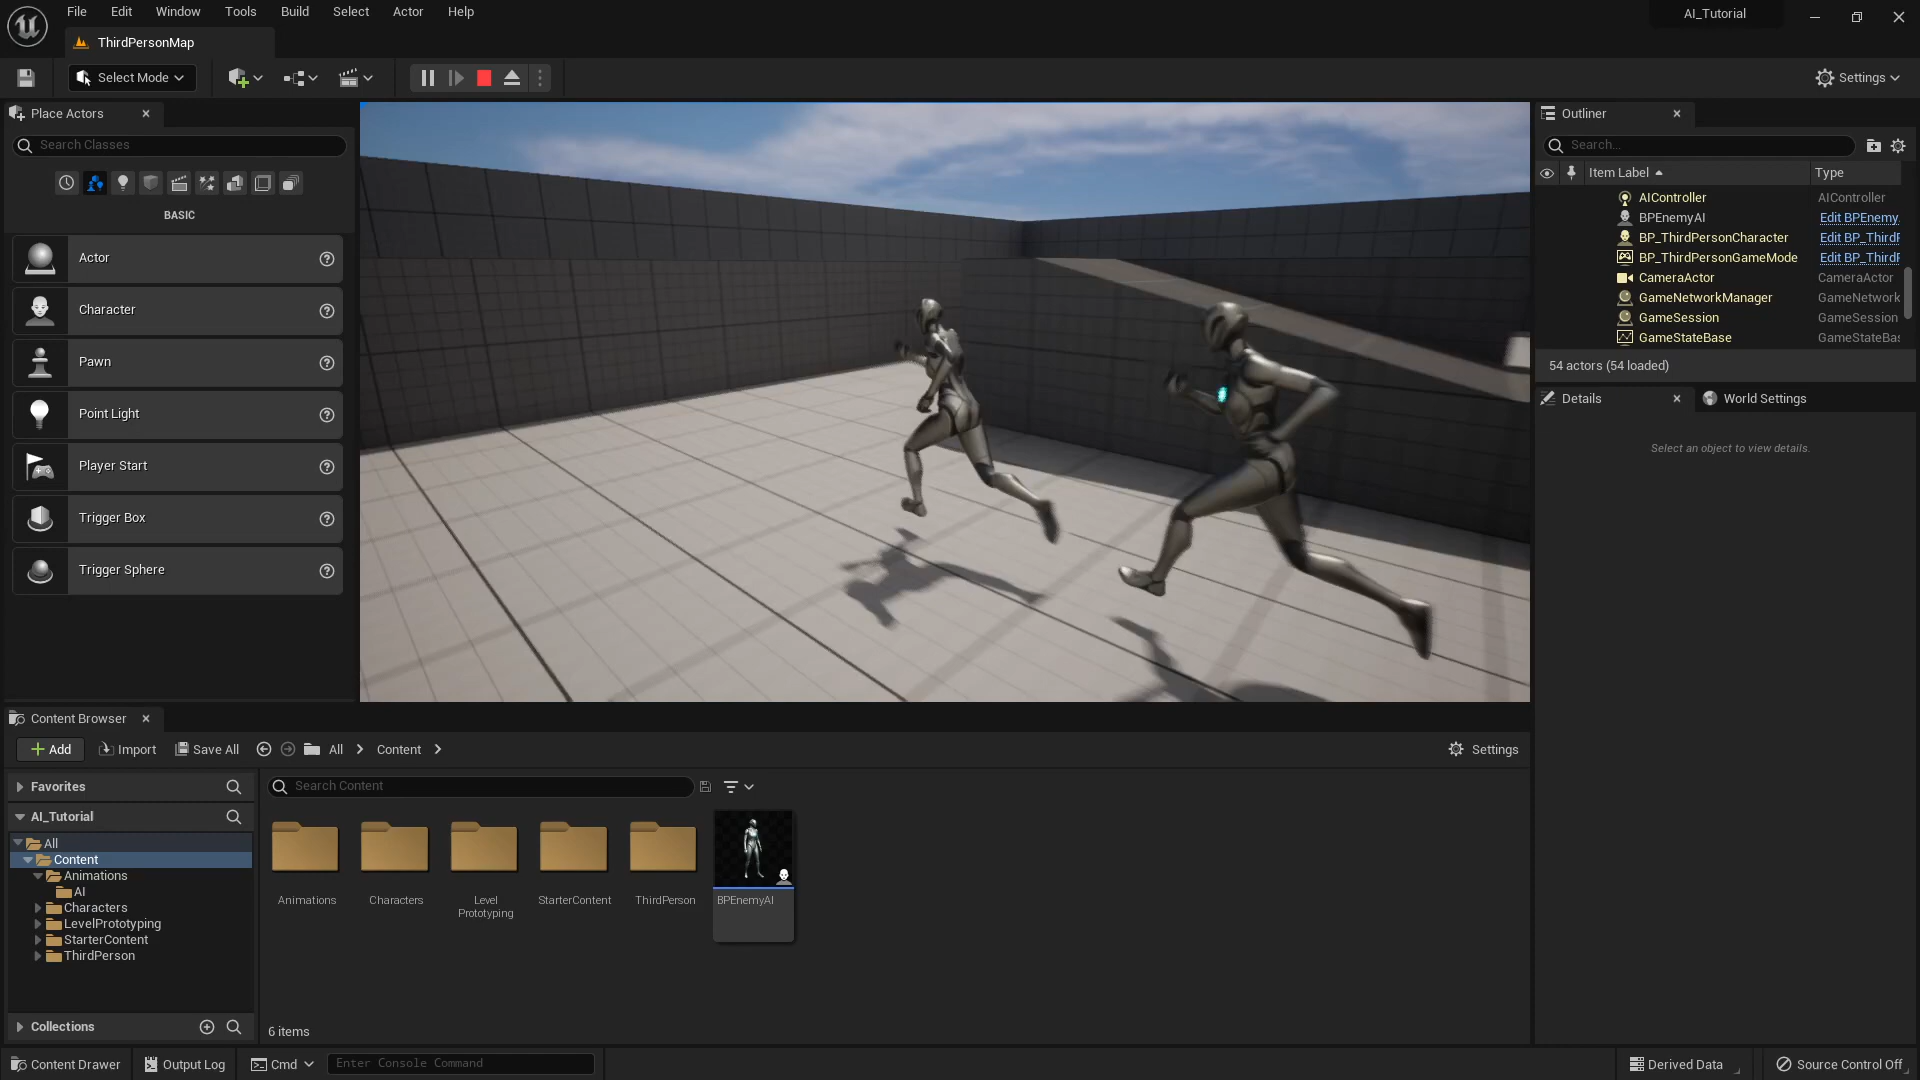 File Edit Window Tools Build Select Actor Help
AI_Tutorial
ThirdPersonMap
Select Mode
Settings
Place Actors
Search Classes
BASIC
Actor
Character
Pawn
Point Light
Player Start
Trigger Box
Trigger Sphere
Outliner
Search...
Item Label Type
AIController AIController
BPEnemyAI Edit BPEnemy
BP_ThirdPersonCharacter Edit BP_Third
BP_ThirdPersonGameMode Edit BP_Third
CameraActor CameraActor
GameNetworkManager GameNetwork
GameSession GameSession
GameStateBase GameStateBas
54 actors (54 loaded)
Details World Settings
Select an object to view details.
Content Browser
Add Import Save All All Content
Settings
Favorites
AI_Tutorial
All
Content
Animations
AI
Characters
LevelPrototyping
StarterContent
ThirdPerson
Collections
Search Content
Animations
Characters
Level
Prototyping
StarterContent
ThirdPerson
BPEnemyAI
6 items
Content Drawer Output Log Cmd Enter Console Command
Derived Data Source Control Off